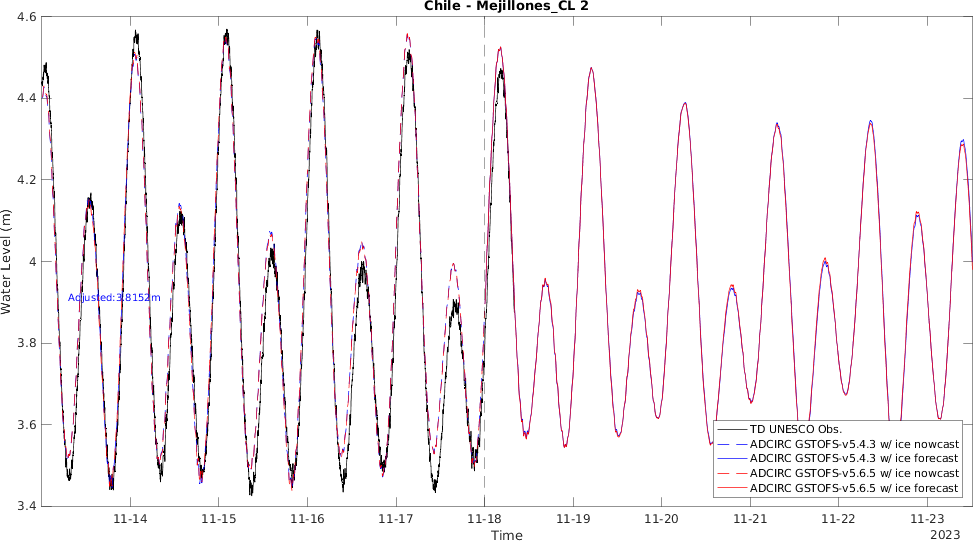 Chile - Mejillones_CL 2
4.6
4.4
4.2
4
3.8
3.6
3.4
Water Level (m)
Adjusted:3.8152m
TD UNESCO Obs.
ADCIRC GSTOFS-v5.4.3 w/ ice nowcast
ADCIRC GSTOFS-v5.4.3 w/ ice forecast
ADCIRC GSTOFS-v5.6.5 w/ ice nowcast
ADCIRC GSTOFS-v5.6.5 w/ ice forecast
11-14 11-15 11-16 11-17 11-18 11-19 11-20 11-21 11-22 11-23
Time
2023